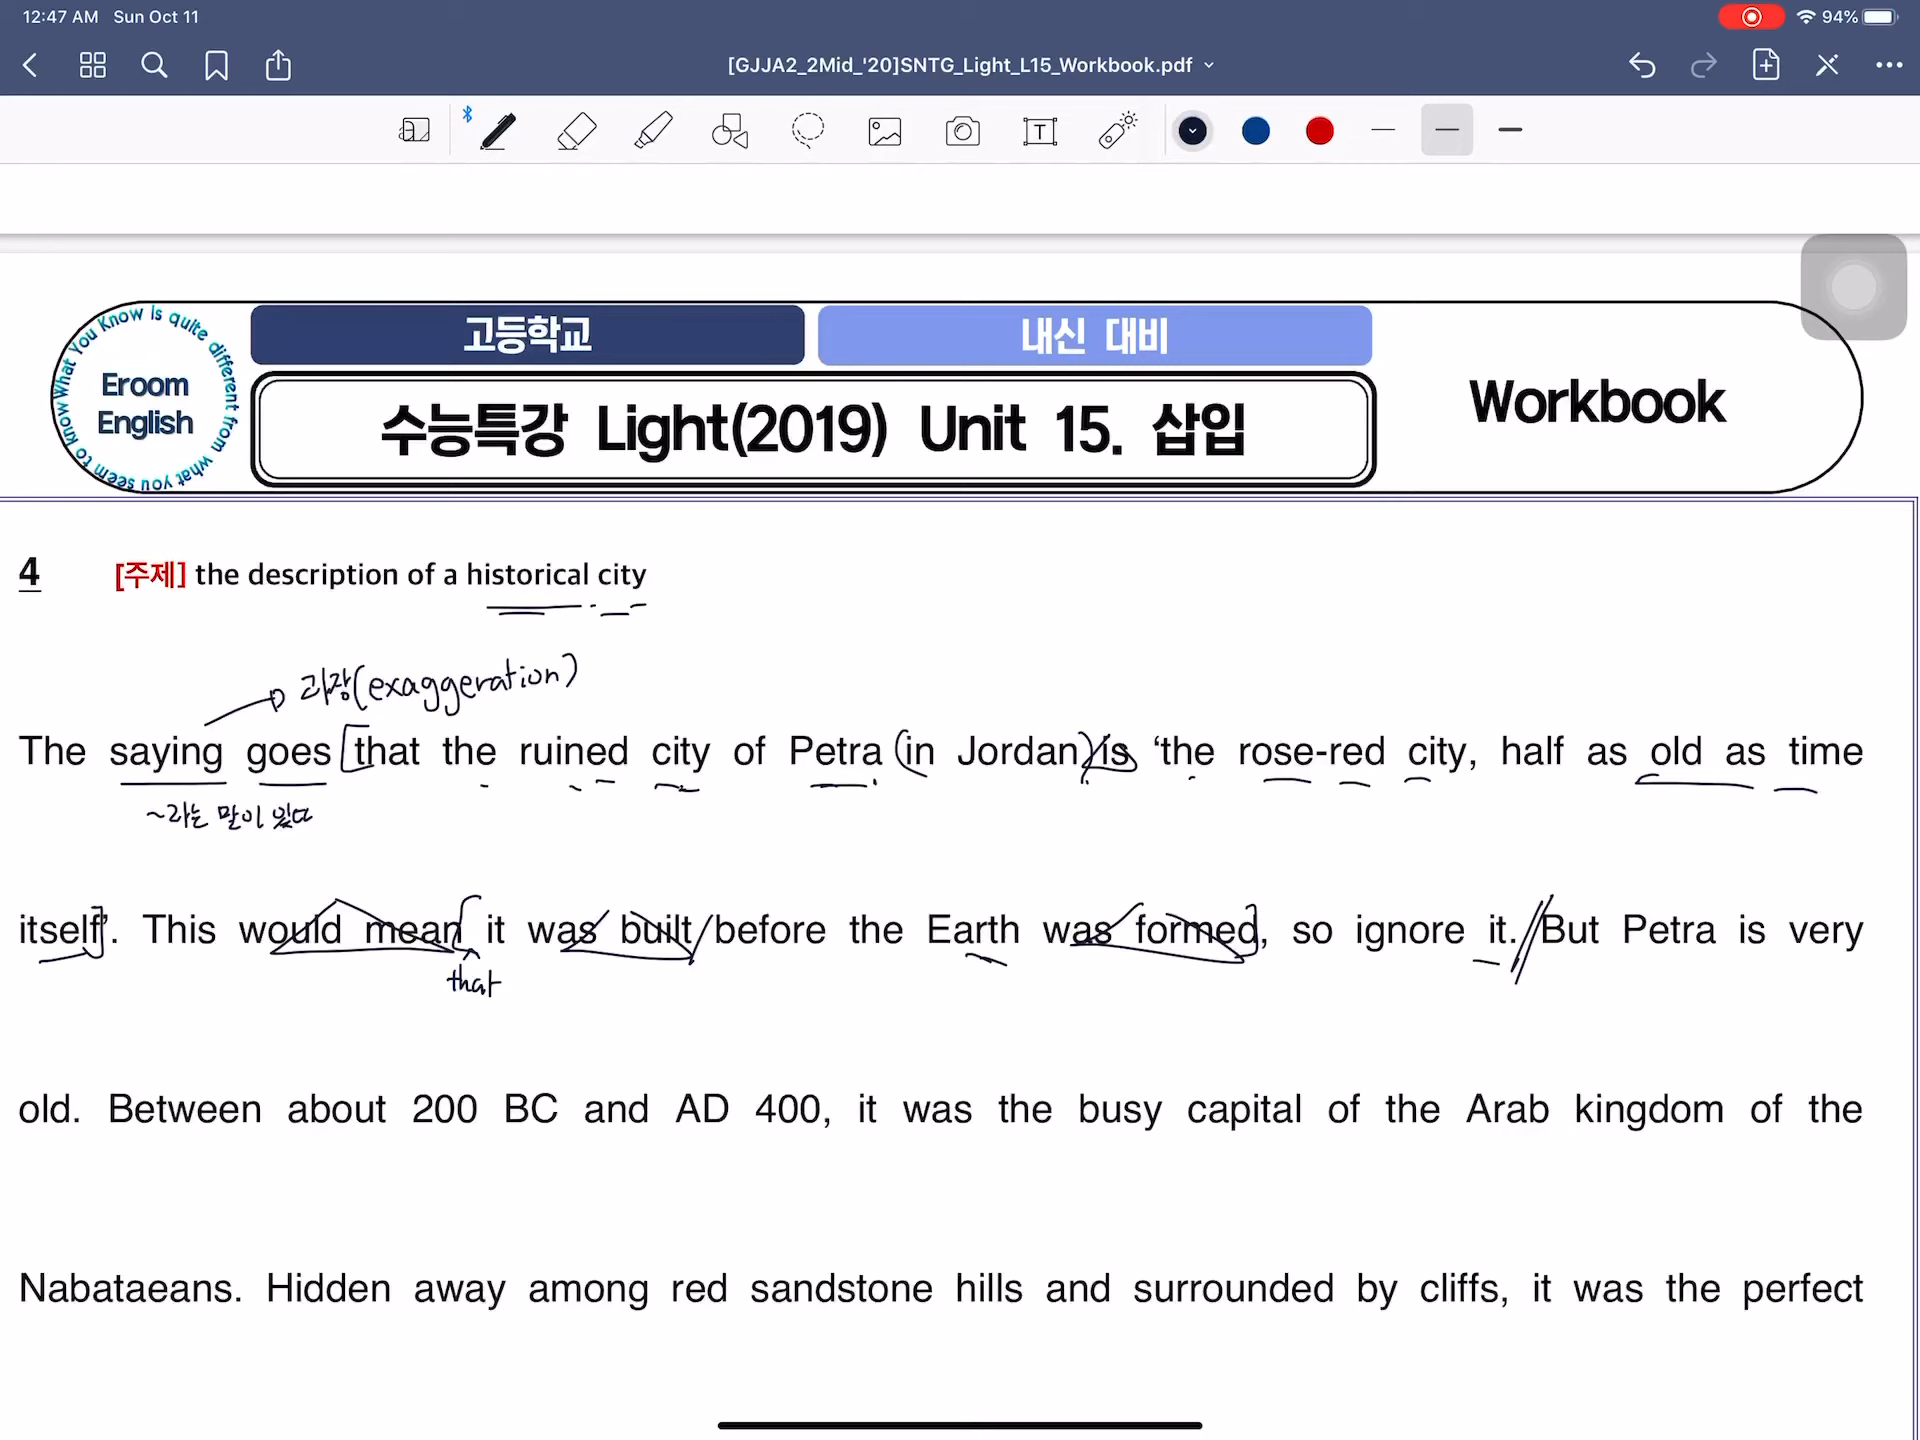 12:47 AM Sun Oct 11
94%
[GJJA2_2Mid_'20]SNTG_Light_L15_Workbook.pdf
What You Know is quite different from what you seem to know
Eroom
English
고등학교
내신 대비
수능특강 Light(2019) Unit 15. 삽입
Workbook
4 [주제] the description of a historical city
과장(exaggeration)
The saying goes that the ruined city of Petra (in Jordan) is ‘the rose-red city, half as old as time
~라는 말이 있다
itself’. This would mean it was built before the Earth was formed, so ignore it. But Petra is very
that
old. Between about 200 BC and AD 400, it was the busy capital of the Arab kingdom of the
Nabataeans. Hidden away among red sandstone hills and surrounded by cliffs, it was the perfect